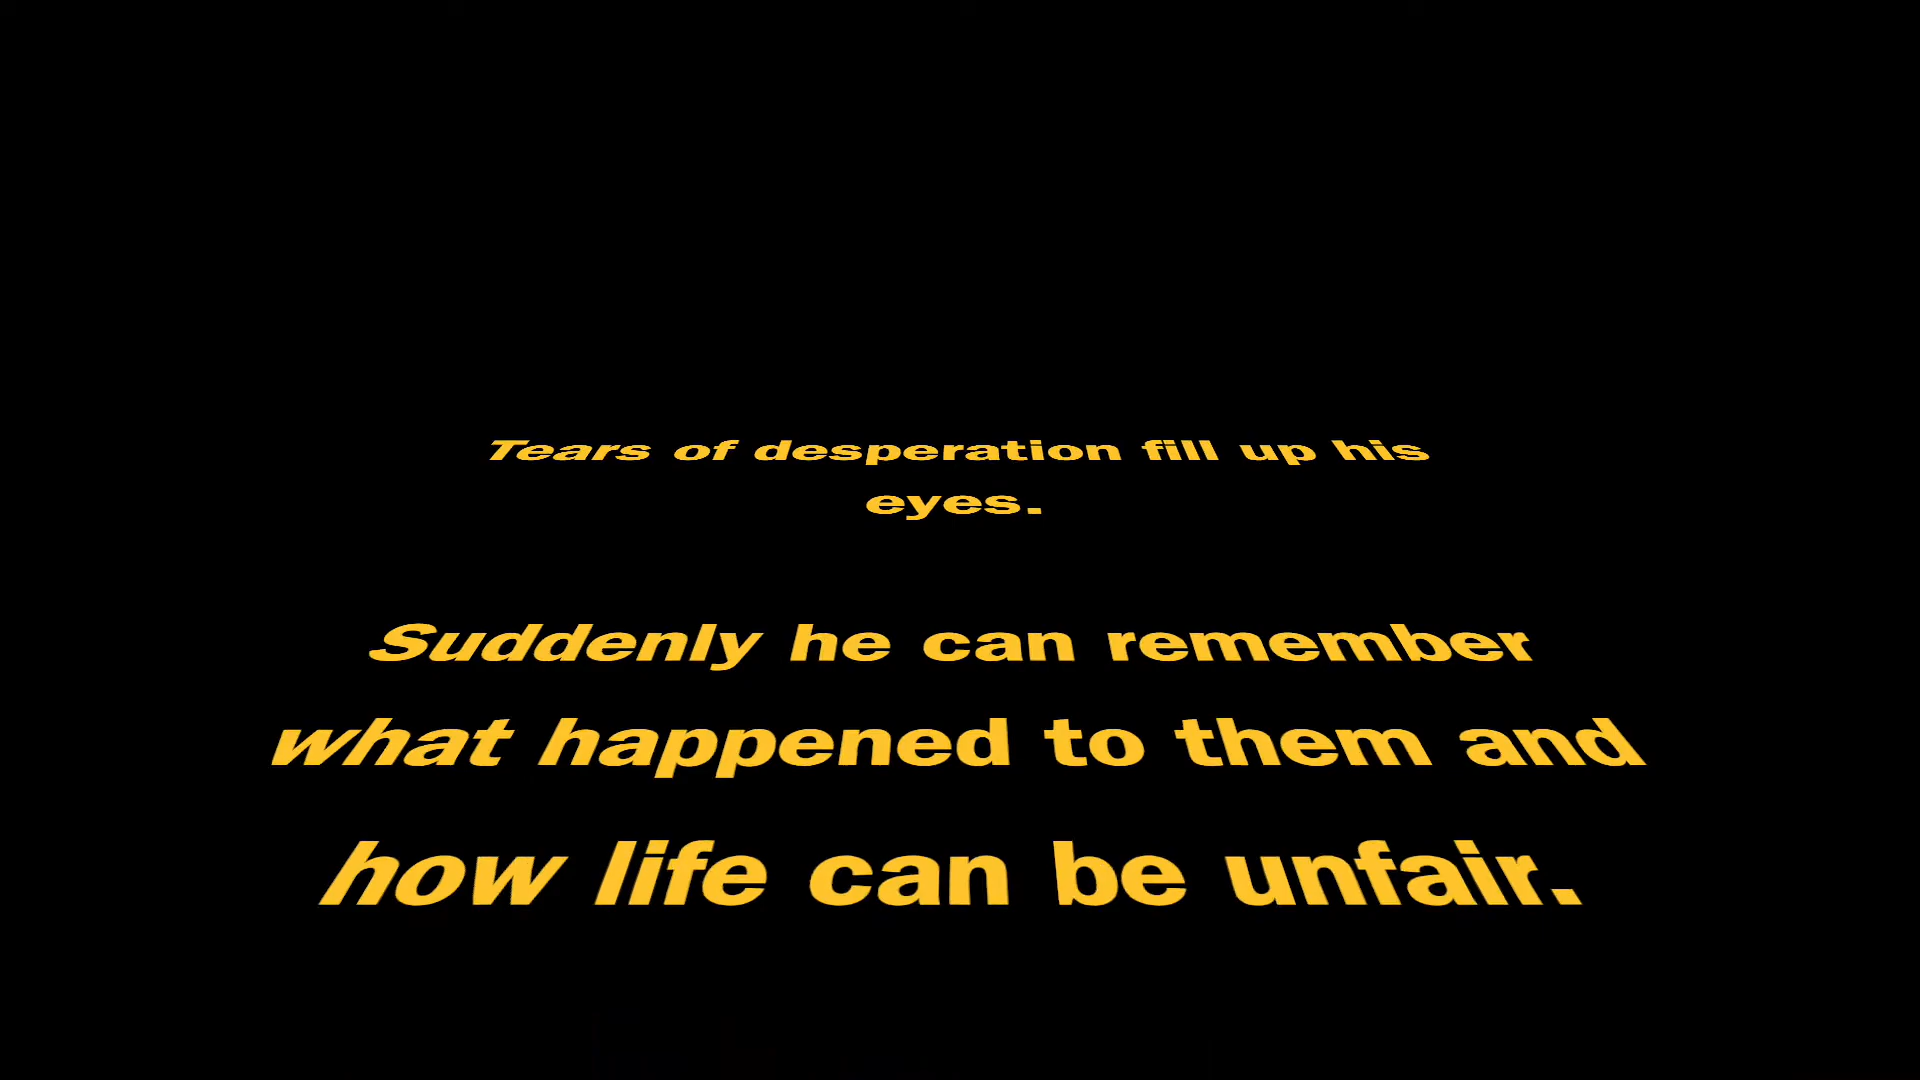 Tears of desperation fill up his
eyes.
Suddenly he can remember
what happened to them and
how life can be unfair.